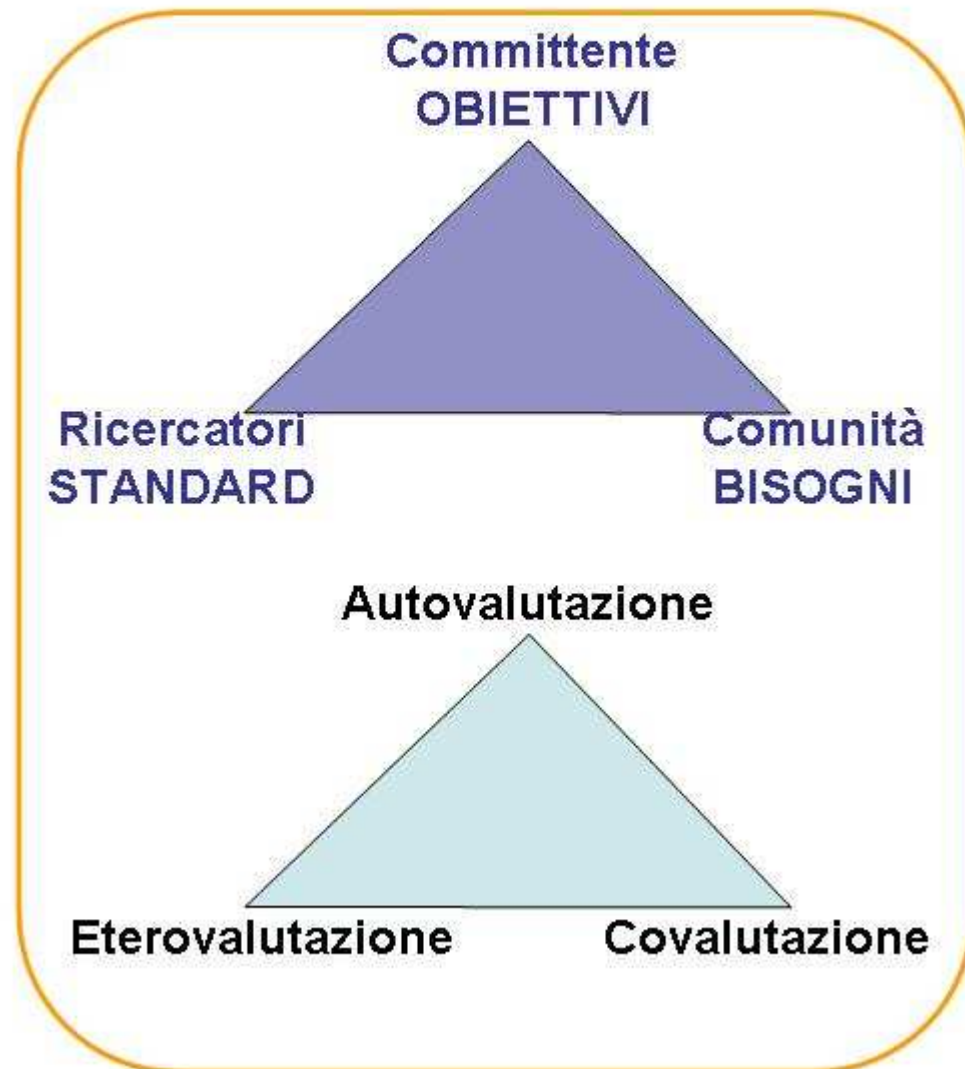 Committente
OBIETTIVI
Ricercatori
STANDARD
Comunità
BISOGNI
Autovalutazione
Eterovalutazione
Covalutazione